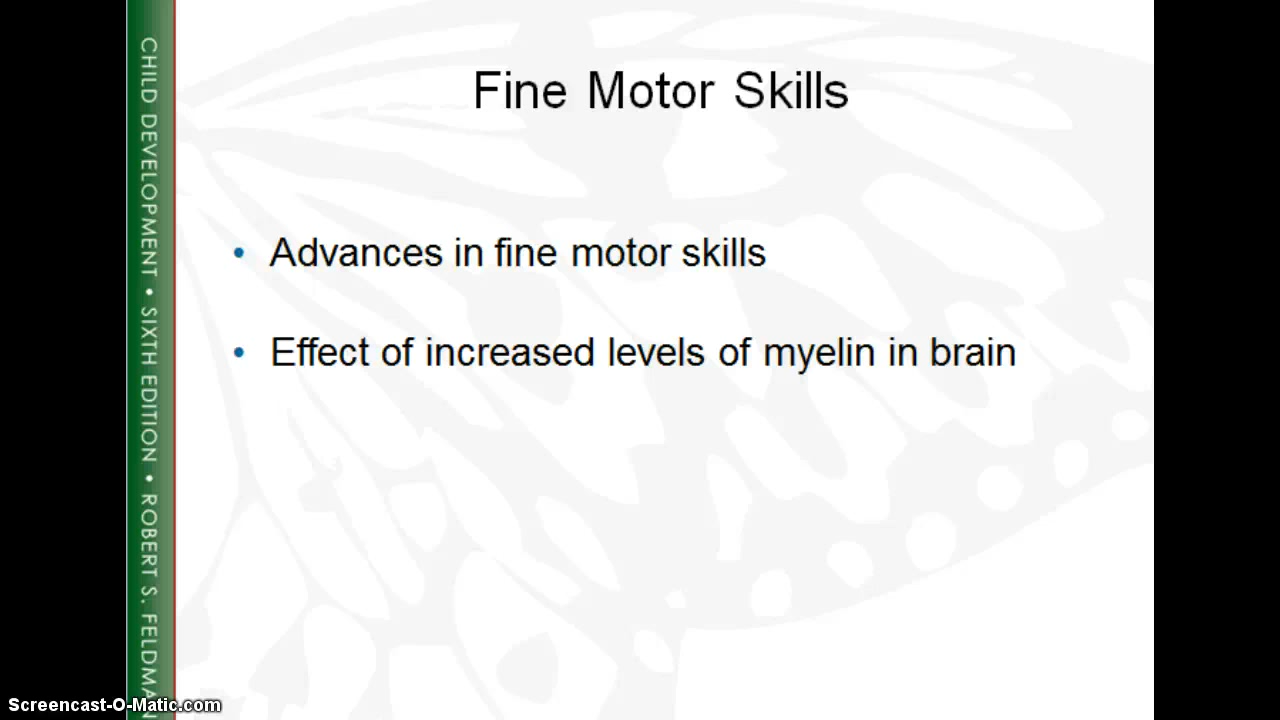 Fine Motor Skills
• Advances in fine motor skills
• Effect of increased levels of myelin in brain
CHILD DEVELOPMENT • SIXTH EDITION • ROBERT S. FELDMAN
Screencast-O-Matic.com